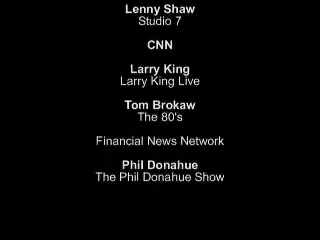 Lenny Shaw
Studio 7
CNN
Larry King
Larry King Live
Tom Brokaw
The 80's
Financial News Network
Phil Donahue
The Phil Donahue Show